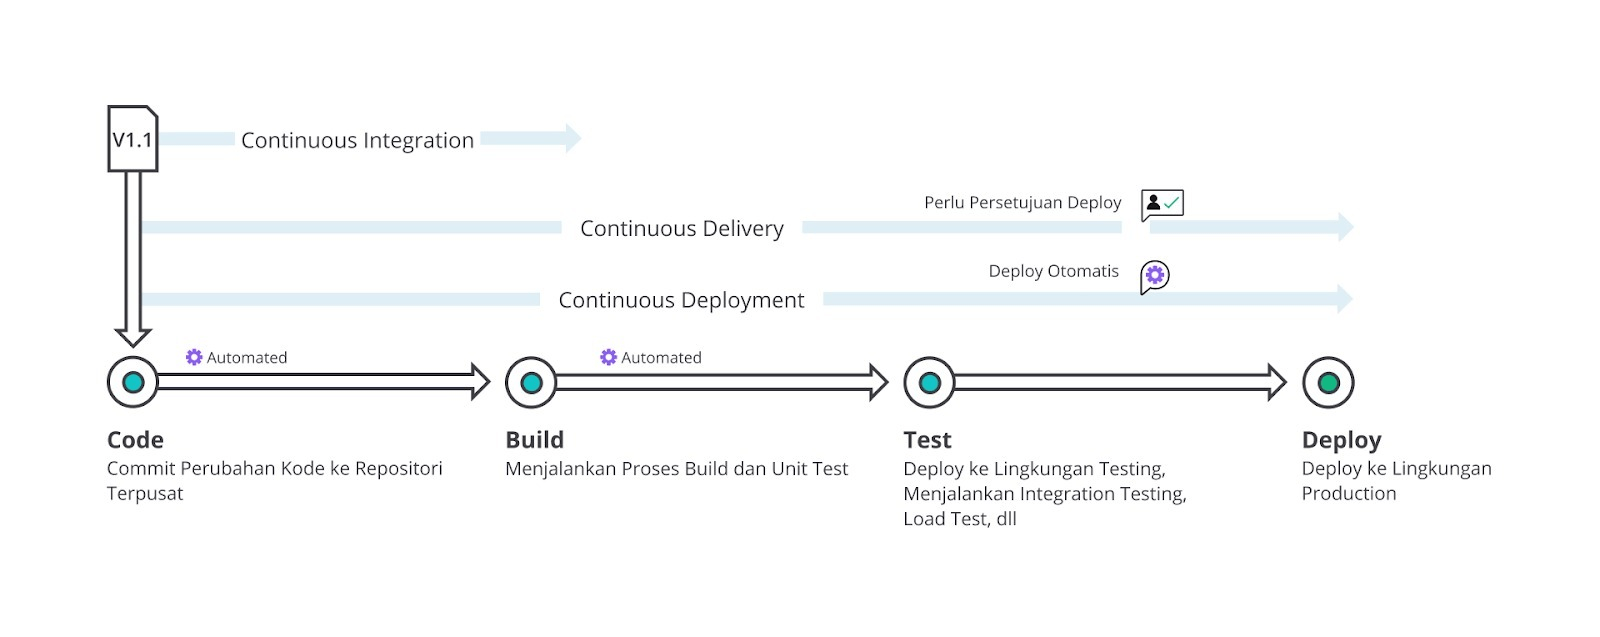 V1.1
Continuous Integration
Perlu Persetujuan Deploy
Continuous Delivery
Deploy Otomatis
Continuous Deployment
Automated
Automated
Code
Commit Perubahan Kode ke Repositori
Terpusat
Build
Menjalankan Proses Build dan Unit Test
Test
Deploy ke Lingkungan Testing,
Menjalankan Integration Testing,
Load Test, dll
Deploy
Deploy ke Lingkungan
Production